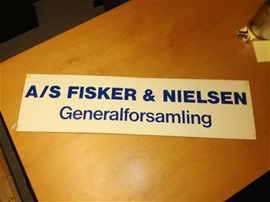 A/S FISKER & NIELSEN
Generalforsamling